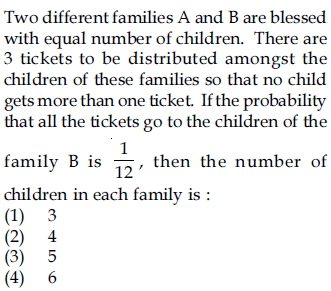 Two different families A and B are blessed
with equal number of children. There are
3 tickets to be distributed amongst the
children of these families so that no child
gets more than one ticket. If the probability
that all the tickets go to the children of the
family B is 1/12, then the number of
children in each family is :
(1) 3
(2) 4
(3) 5
(4) 6